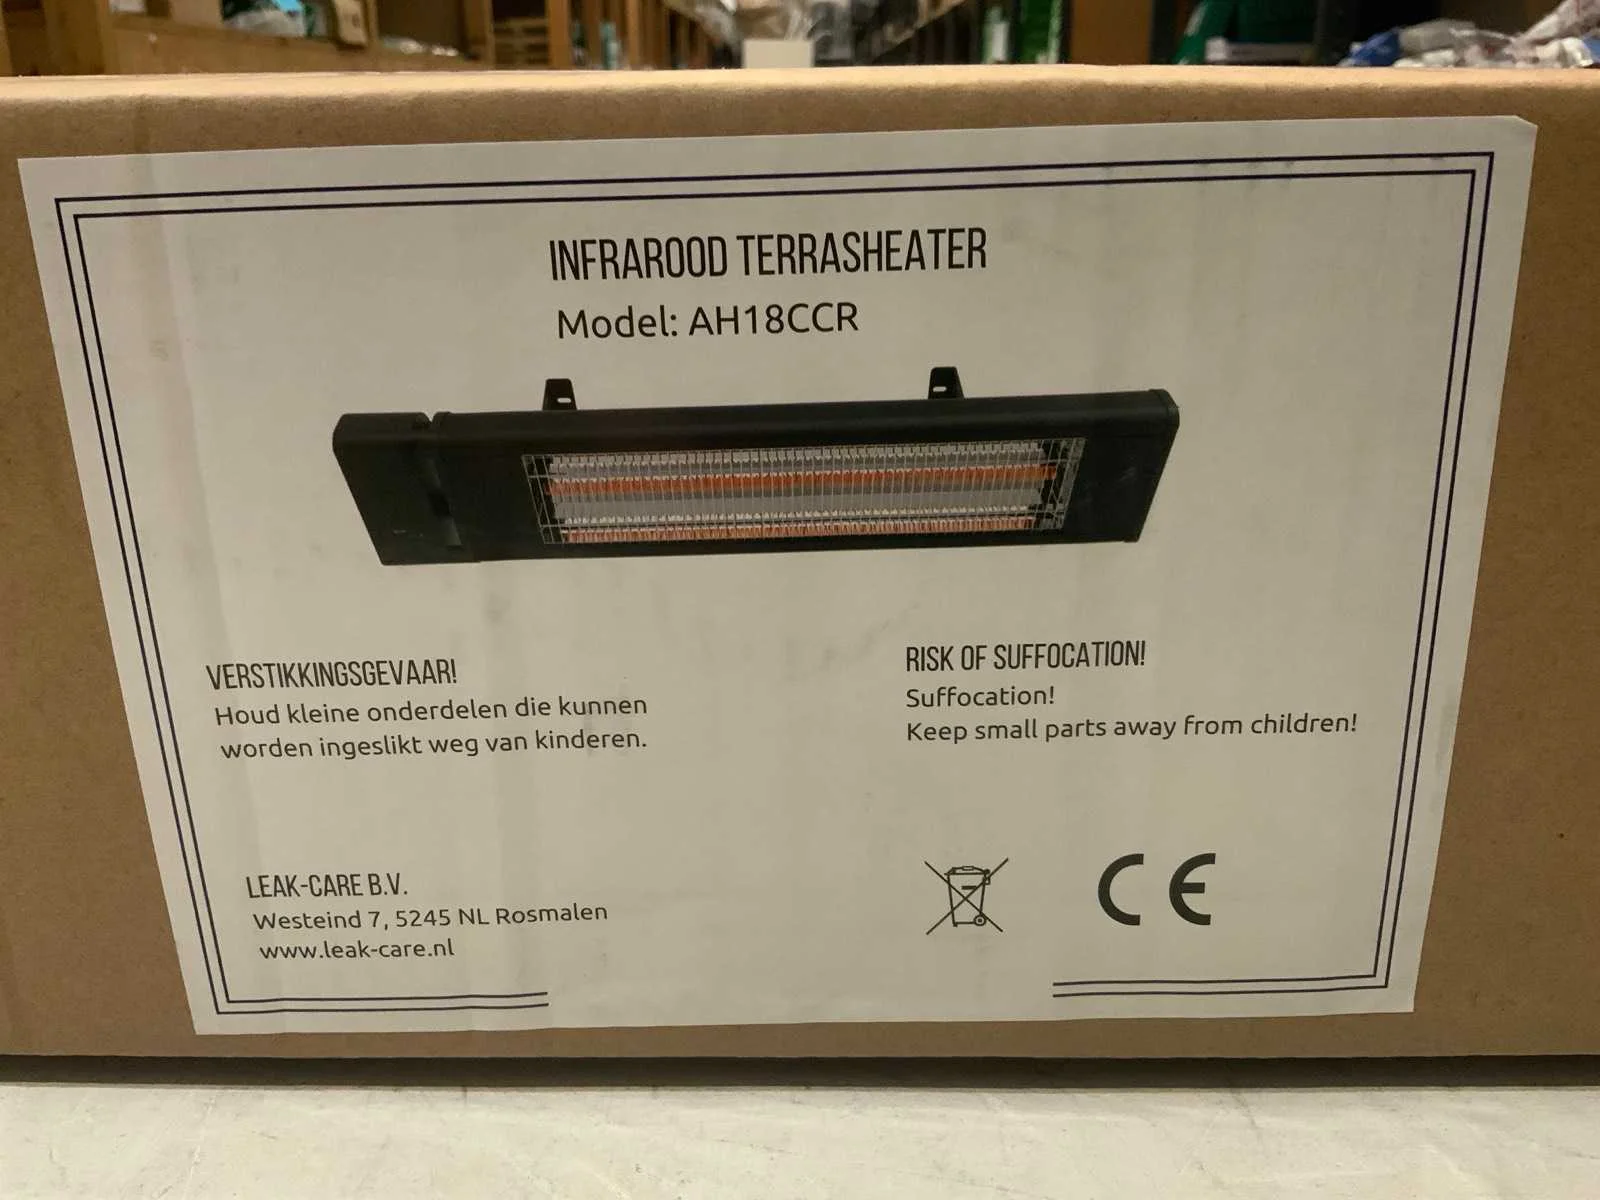 INFRAROOD TERRASHEATER
Model: AH18CCR
VERSTIKKINGSGEVAAR!
Houd kleine onderdelen die kunnen
worden ingeslikt weg van kinderen.
RISK OF SUFFOCATION!
Suffocation!
Keep small parts away from children!
LEAK-CARE B.V.
Westeind 7, 5245 NL Rosmalen
www.leak-care.nl
CE